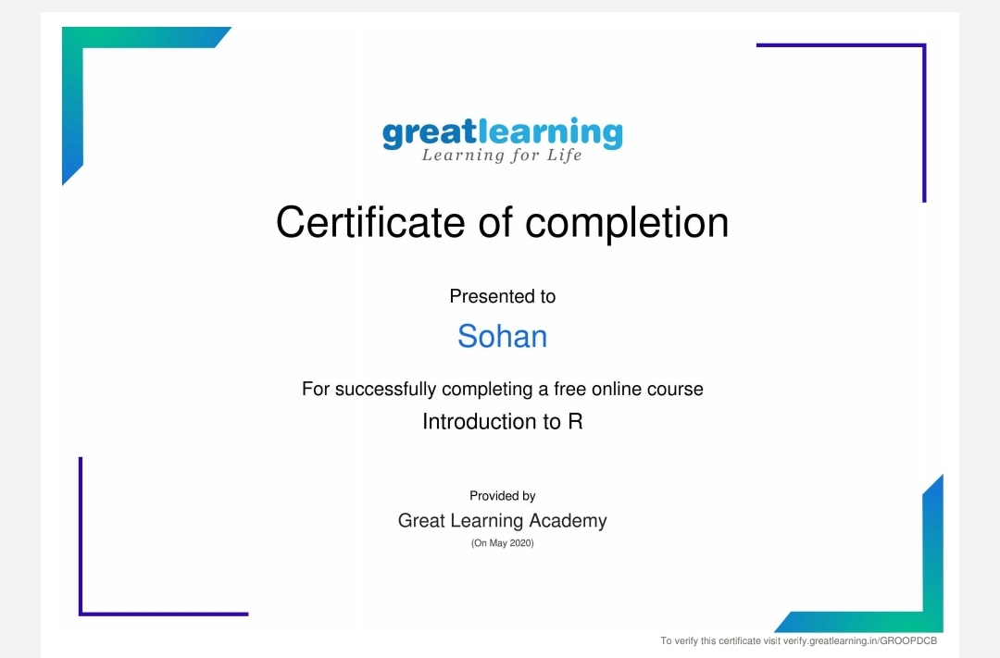 greatlearning
Learning for Life
Certificate of completion
Presented to
Sohan
For successfully completing a free online course
Introduction to R
Provided by
Great Learning Academy
(On May 2020)
To verify this certificate visit verify.greatlearning.in/GROOPDCB